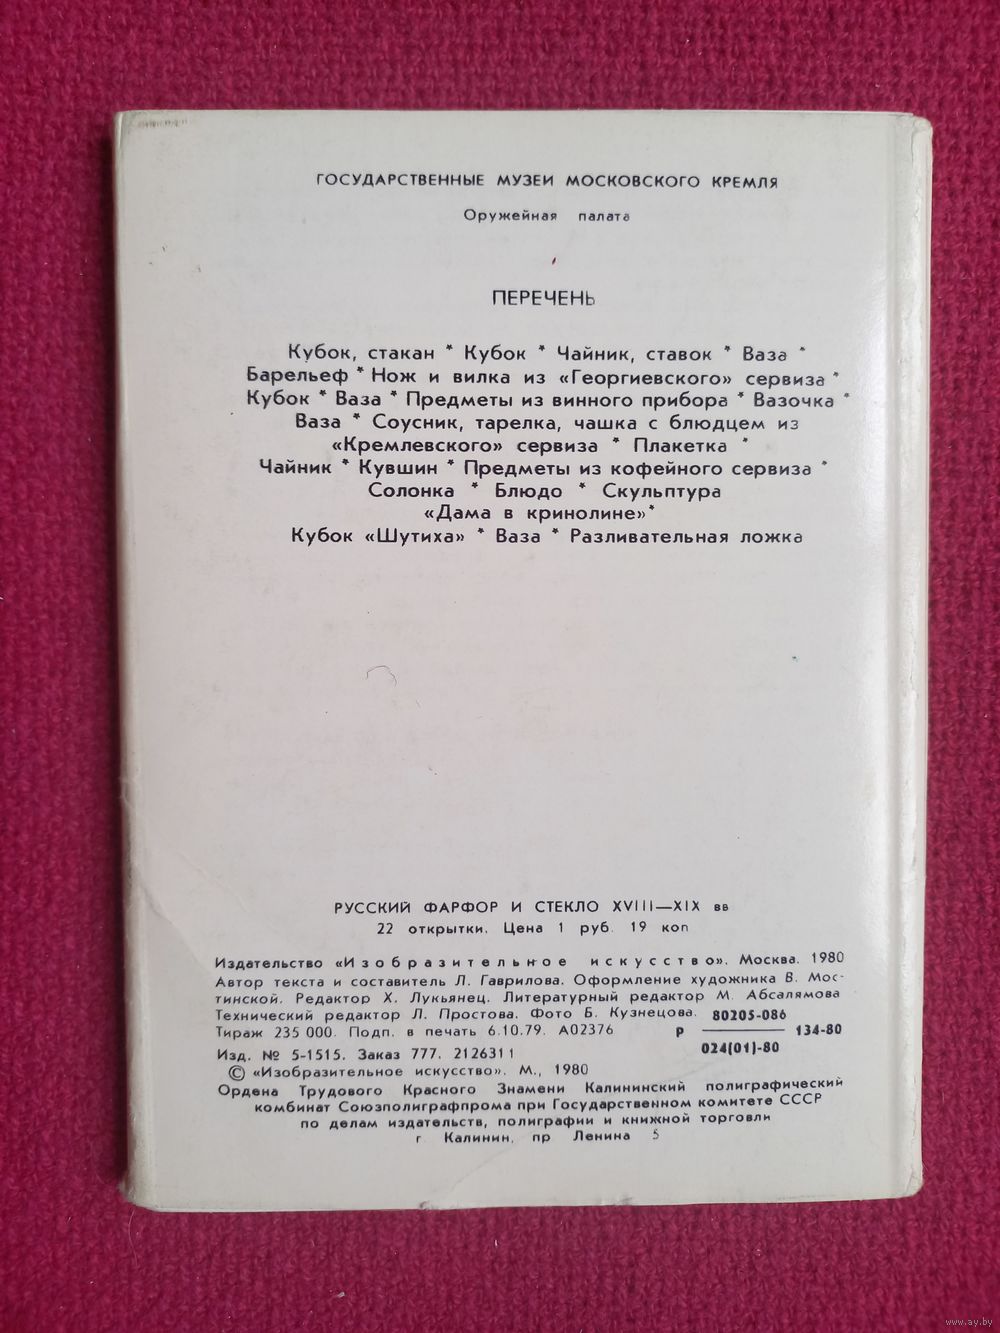 ГОСУДАРСТВЕННЫЕ МУЗЕИ МОСКОВСКОГО КРЕМЛЯ
Оружейная палата
ПЕРЕЧЕНЬ
Кубок, стакан * Кубок * Чайник, ставок * Ваза *
Барельеф * Нож и вилка из «Георгиевского» сервиза *
Кубок * Ваза * Предметы из винного прибора * Вазочка *
Ваза * Соусник, тарелка, чашка с блюдцем из
«Кремлевского» сервиза * Плакетка *
Чайник * Кувшин * Предметы из кофейного сервиза *
Солонка * Блюдо * Скульптура
«Дама в кринолине»*
Кубок «Шутиха» * Ваза * Разливательная ложка
РУССКИЙ ФАРФОР И СТЕКЛО XVIII—XIX вв
22 открытки. Цена 1 руб. 19 коп
Издательство «Изобразительное искусство». Москва. 1980
Автор текста и составитель Л. Гаврилова. Оформление художника В. Мос-
тинской. Редактор Х. Лукьянец. Литературный редактор М. Абсалямова
Технический редактор Л. Простова. Фото Б. Кузнецова. 80205-086
Тираж 235 000. Подп. в печать 6.10.79. А02376 Р ——— 134-80
024(01)-80
Изд. № 5-1515. Заказ 777. 2126311
© «Изобразительное искусство». М., 1980
Ордена Трудового Красного Знамени Калининский полиграфический
комбинат Союзполиграфпрома при Государственном комитете СССР
по делам издательств, полиграфии и книжной торговли
г Калинин, пр Ленина 5
www.ay.by